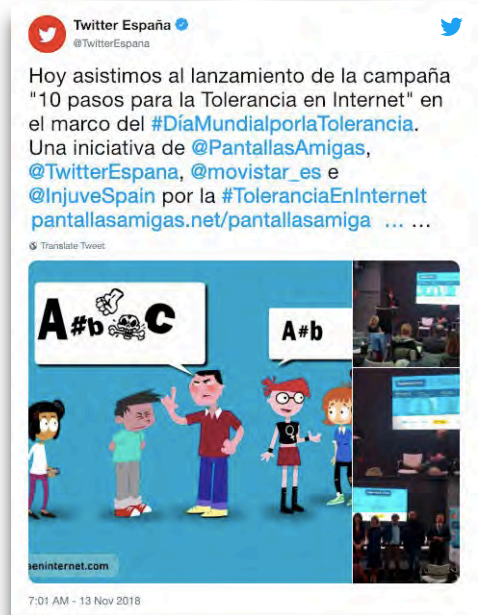 Twitter España
@TwitterEspana
Hoy asistimos al lanzamiento de la campaña
"10 pasos para la Tolerancia en Internet" en
el marco del #DíaMundialporlaTolerancia.
Una iniciativa de @PantallasAmigas,
@TwitterEspana, @movistar_es e
@InjuveSpain por la #ToleranciaEnInternet
pantallasamigas.net/pantallasamiga ... ...
Translate Tweet
A#b C
A#b
aeninternet.com
7:01 AM - 13 Nov 2018